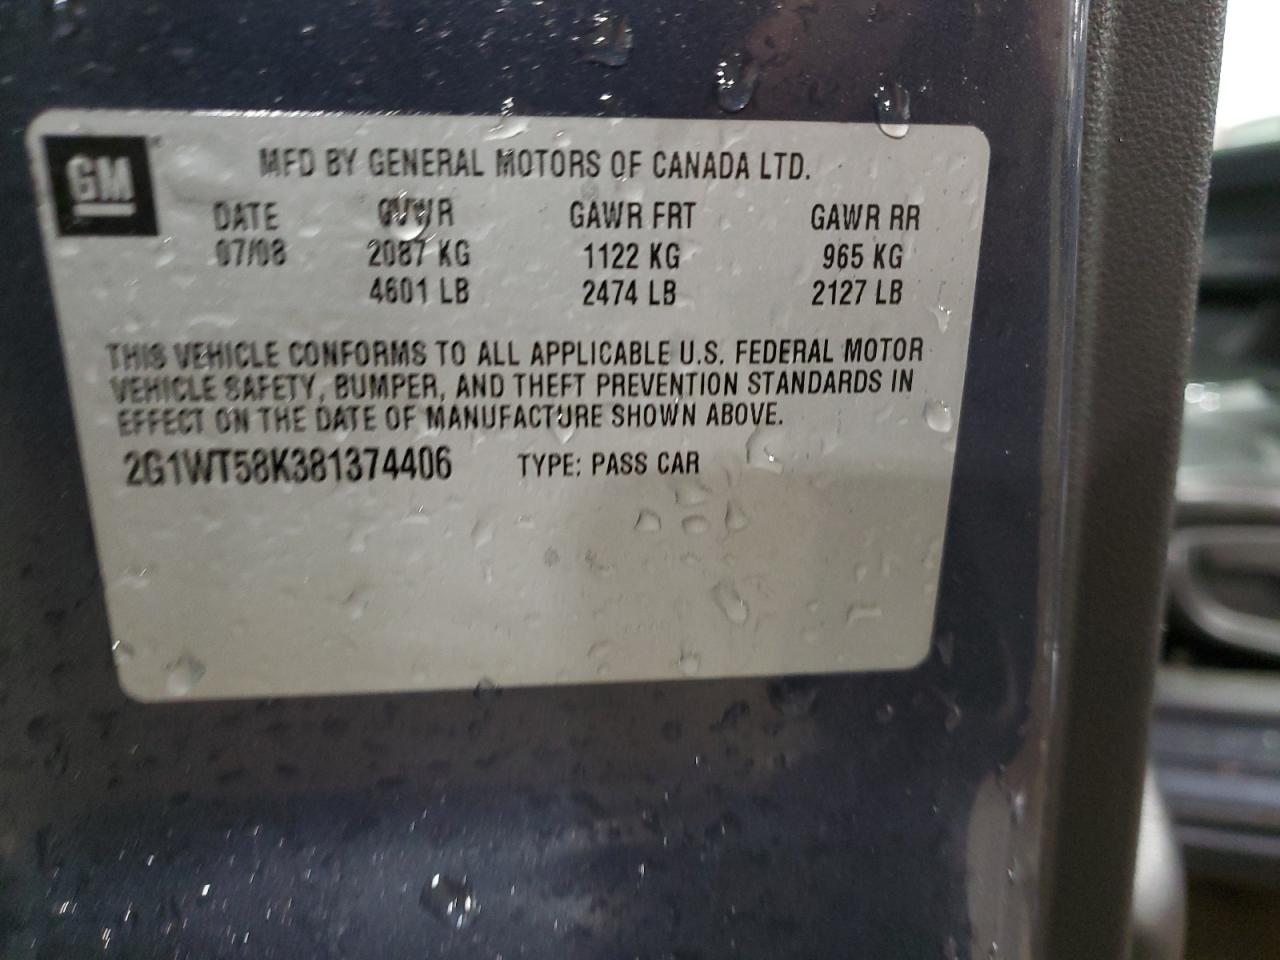 GM
MFD BY GENERAL MOTORS OF CANADA LTD.
DATE GVWR GAWR FRT GAWR RR
07/08 2087 KG 1122 KG 965 KG
4601 LB 2474 LB 2127 LB
THIS VEHICLE CONFORMS TO ALL APPLICABLE U.S. FEDERAL MOTOR
VEHICLE SAFETY, BUMPER, AND THEFT PREVENTION STANDARDS IN
EFFECT ON THE DATE OF MANUFACTURE SHOWN ABOVE.
2G1WT58K381374406 TYPE: PASS CAR